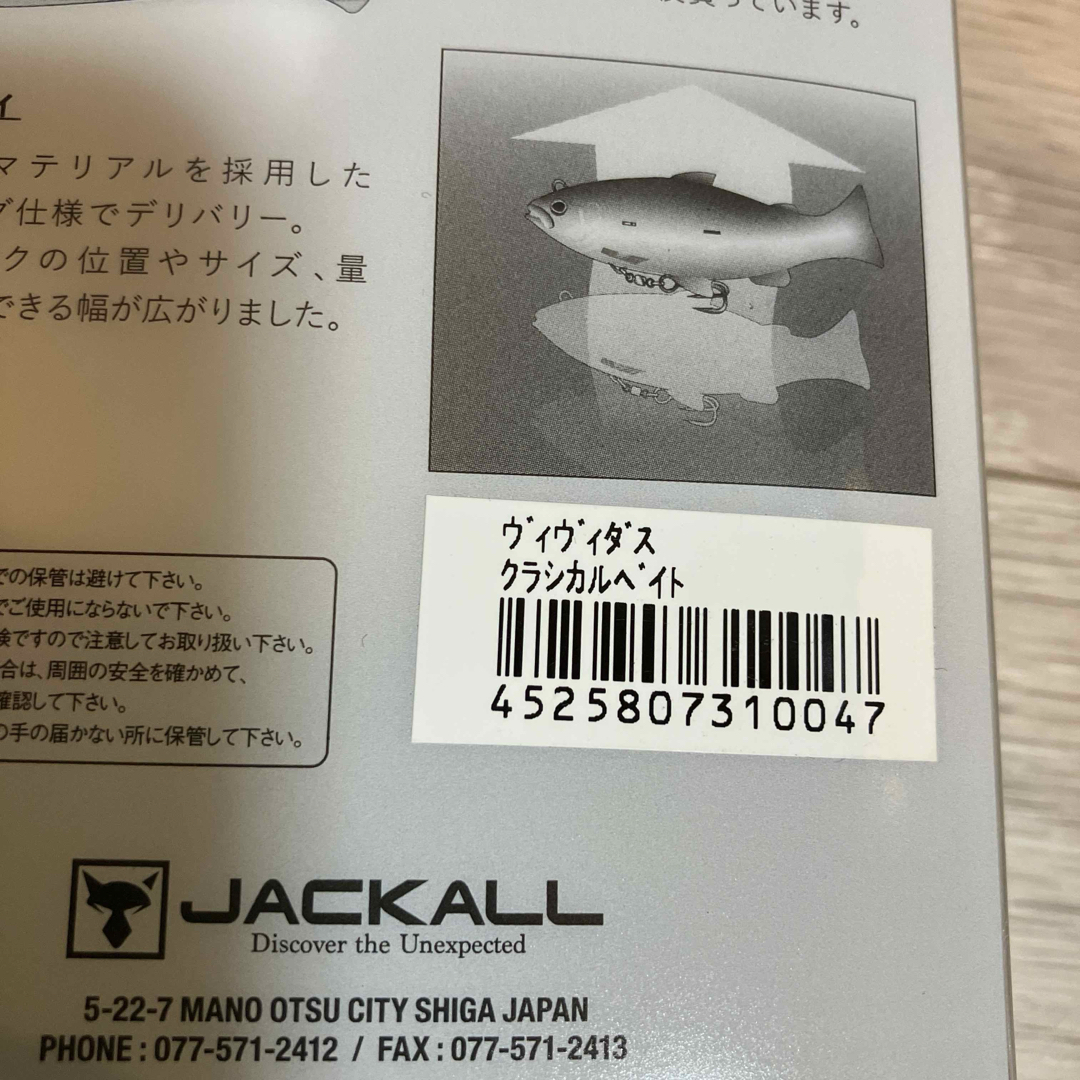 っています。
ィ
マテリアルを採用した
グ仕様でデリバリー。
クの位置やサイズ、量
できる幅が広がりました。
ヴィヴィダス
クラシカルベイト
4525807310047
での保管は避けて下さい。
でご使用にならないで下さい。
険ですので注意してお取り扱い下さい。
合は、周囲の安全を確かめて、
確認して下さい。
の手の届かない所に保管して下さい。
JACKALL
Discover the Unexpected
5-22-7 MANO OTSU CITY SHIGA JAPAN
PHONE : 077-571-2412 / FAX : 077-571-2413